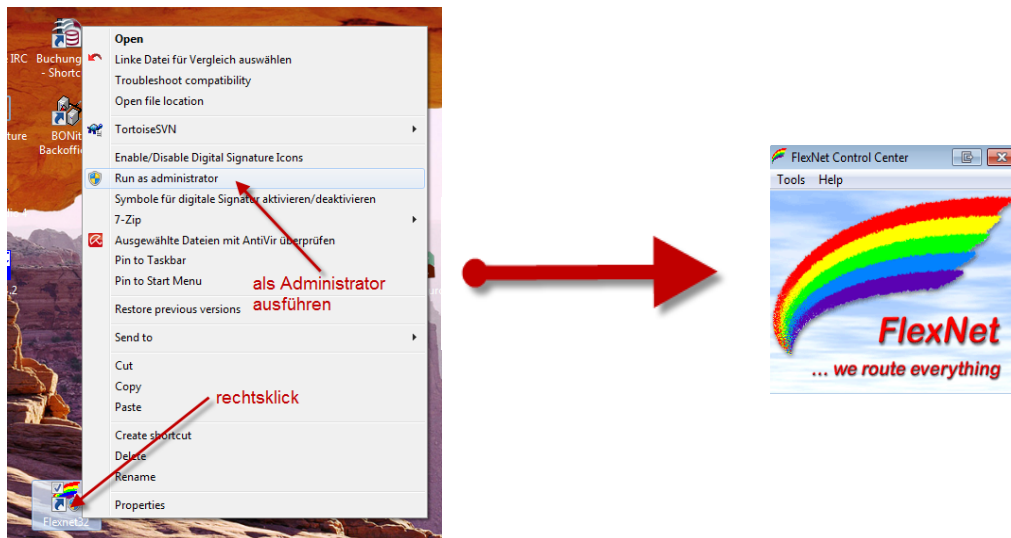 IRC
Buchung
- Shortc
ture
BONit
Backoffi
.2
Flexnet32
Open
Linke Datei für Vergleich auswählen
Troubleshoot compatibility
Open file location
TortoiseSVN
Enable/Disable Digital Signature Icons
Run as administrator
Symbole für digitale Signatur aktivieren/deaktivieren
7-Zip
Ausgewählte Dateien mit AntiVir überprüfen
Pin to Taskbar
Pin to Start Menu
Restore previous versions
Send to
Cut
Copy
Paste
Create shortcut
Delete
Rename
Properties
als Administrator
ausführen
rechtsklick
FlexNet Control Center
Tools Help
FlexNet
... we route everything